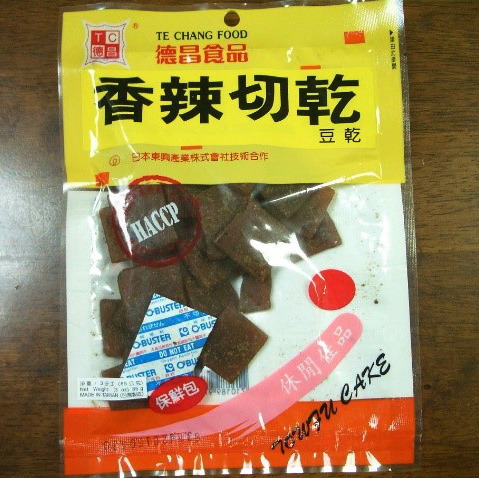 TC
德昌
TE CHANG FOOD
德昌食品
香辣切乾
豆乾
日本東興產業株式會社技術合作
HACCP
O-BUSTER
DO NOT EAT
保鮮包
休閒佳品
TOWFU CAKE
MADE IN TAIWAN